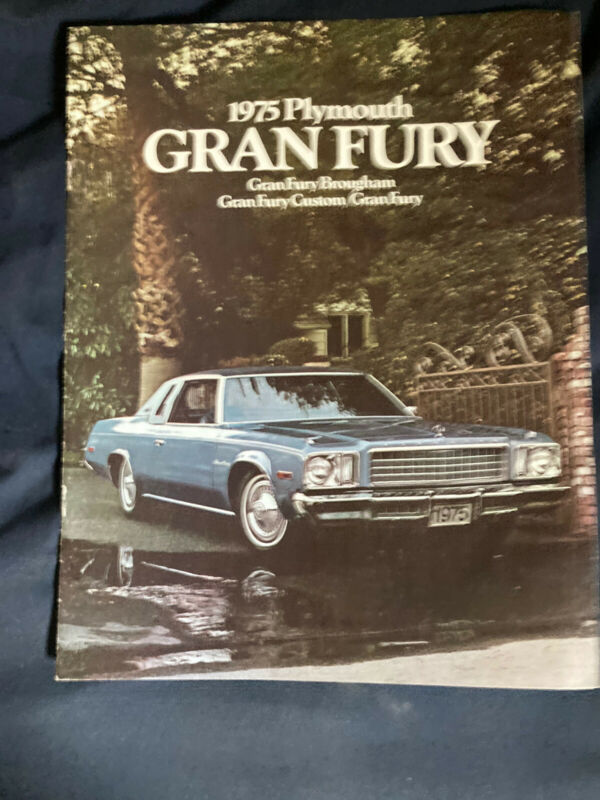 1975 Plymouth
GRAN FURY
Gran Fury Brougham
Gran Fury Custom/Gran Fury
1975